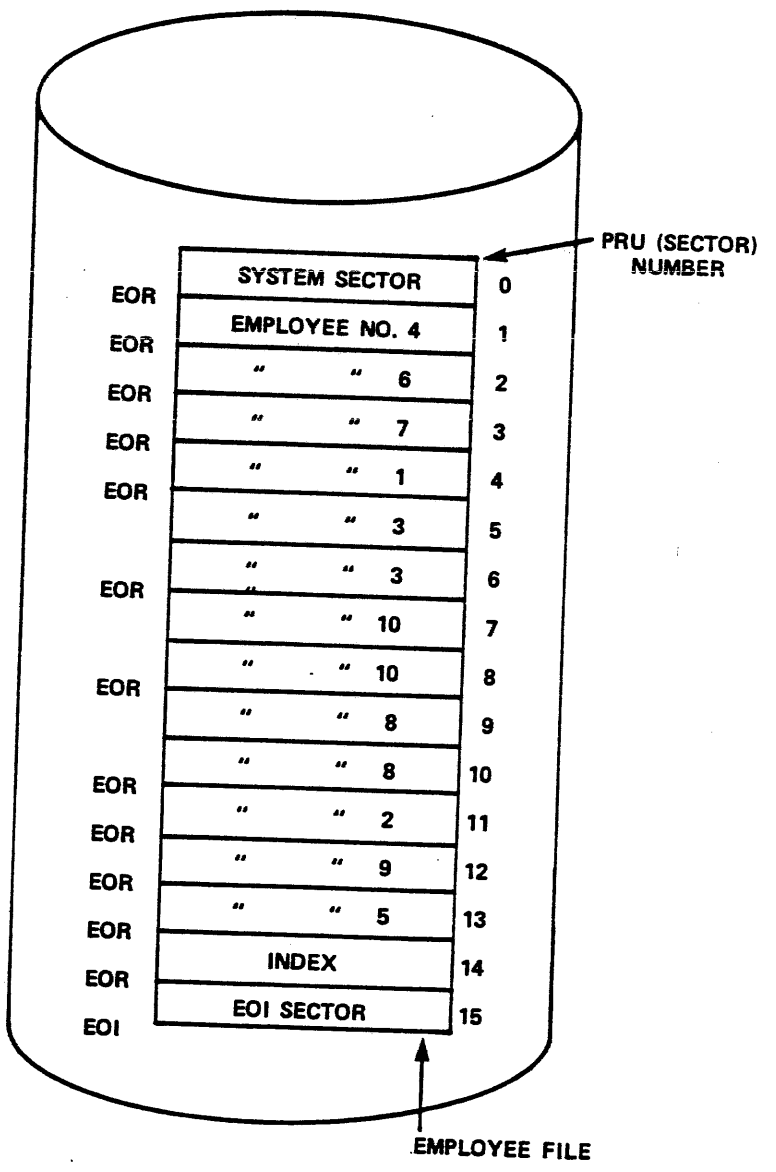 PRU (SECTOR)
NUMBER
SYSTEM SECTOR 0
EOR
EMPLOYEE NO. 4 1
EOR
" " 6 2
EOR
" " 7 3
EOR
" " 1 4
EOR
" " 3 5
" " 3 6
EOR "
" " 10 7
" " 10 8
EOR
" " 8 9
" " 8 10
EOR
" " 2 11
EOR
" " 9 12
EOR
" " 5 13
EOR
INDEX 14
EOR
EOI SECTOR 15
EOI
EMPLOYEE FILE